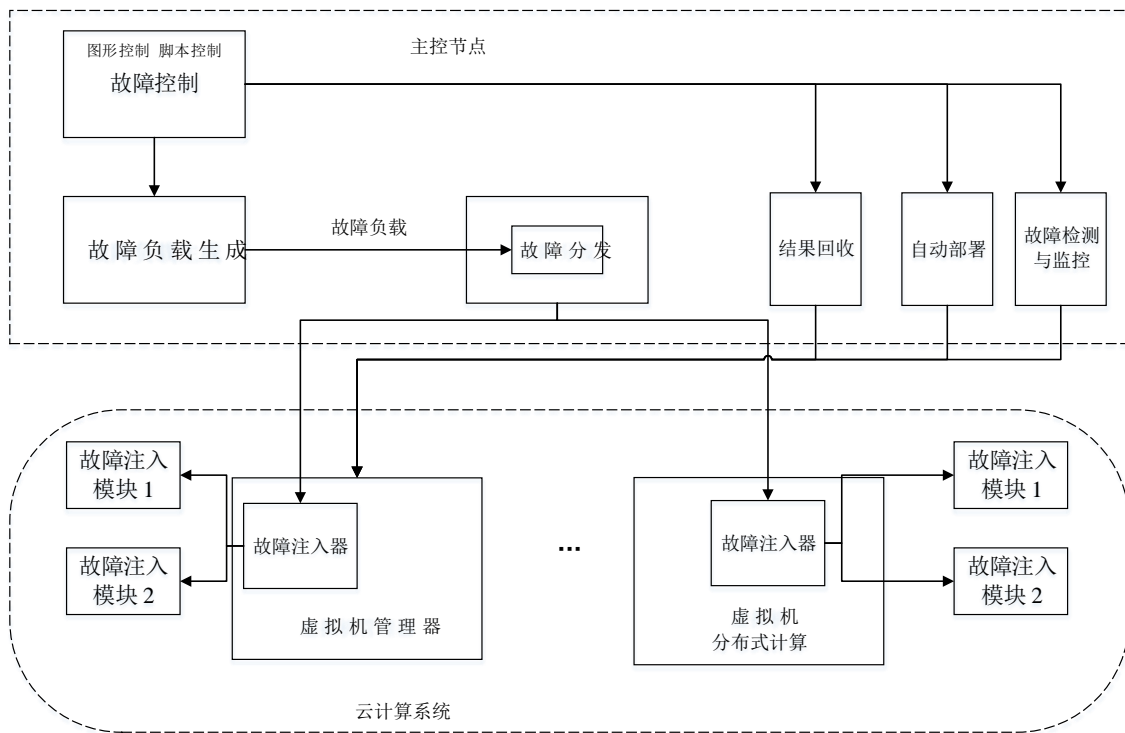 图形控制 脚本控制
故障控制
主控节点
故障负载生成
故障负载
故障分发
结果回收
自动部署
故障检测
与监控
故障注入
模块 1
故障注入
模块 2
故障注入器
虚拟机管理器
...
故障注入器
虚拟机
分布式计算
故障注入
模块 1
故障注入
模块 2
云计算系统